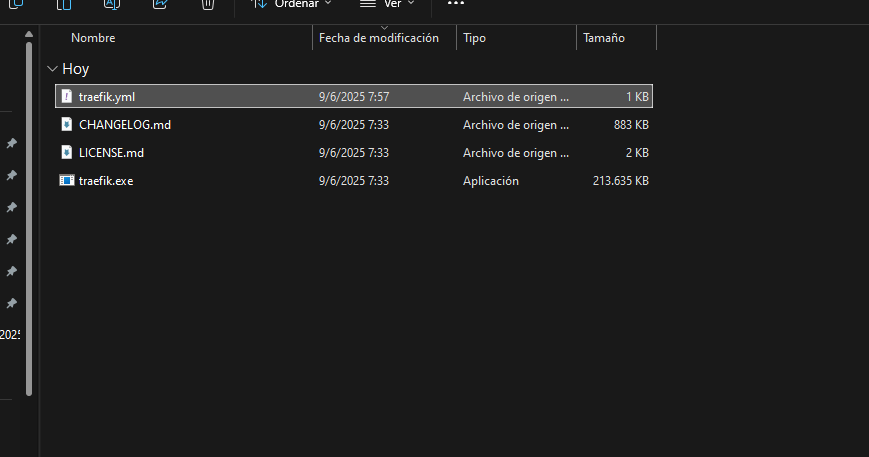 Ordenar Ver
Nombre Fecha de modificación Tipo Tamaño
Hoy
traefik.yml 9/6/2025 7:57 Archivo de origen ... 1 KB
CHANGELOG.md 9/6/2025 7:33 Archivo de origen ... 883 KB
LICENSE.md 9/6/2025 7:33 Archivo de origen ... 2 KB
traefik.exe 9/6/2025 7:33 Aplicación 213.635 KB
2025